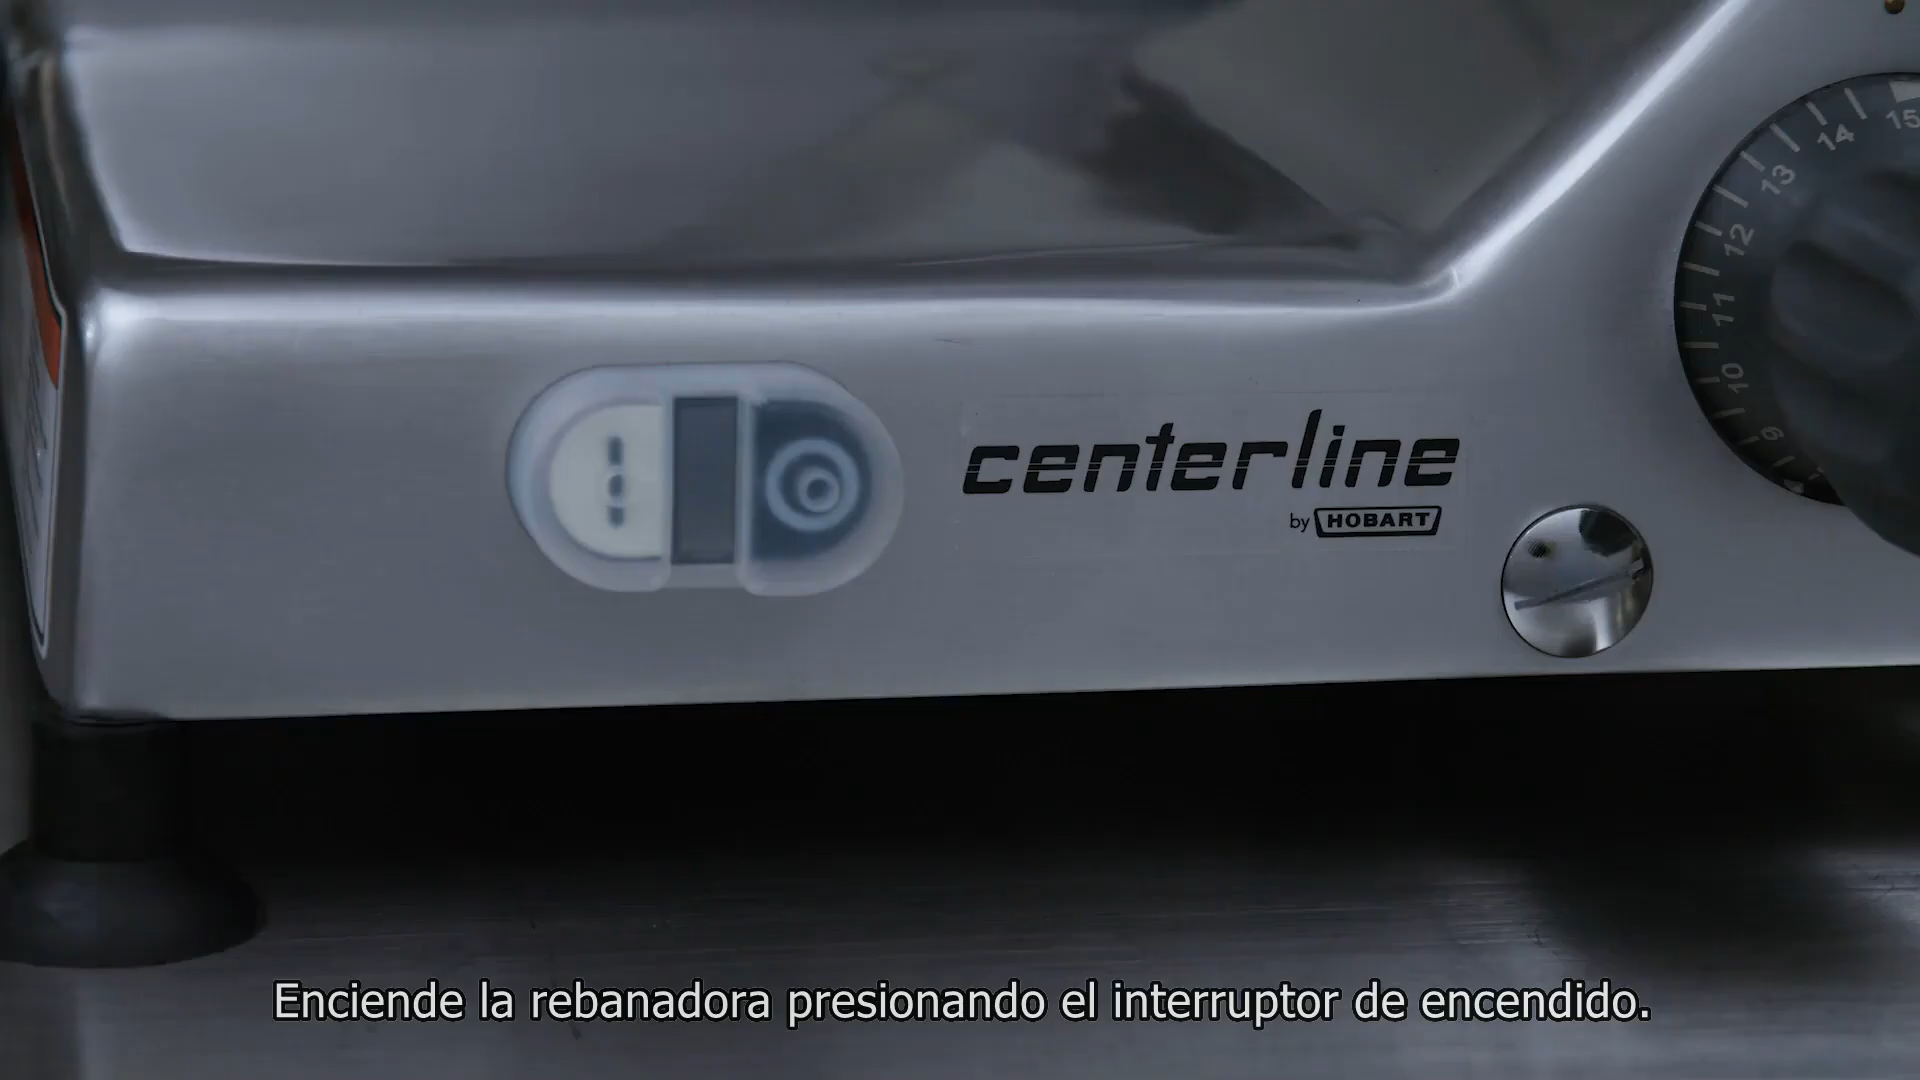 15
14
13
12
11
10
9
centerline
by HOBART
Enciende la rebanadora presionando el interruptor de encendido.